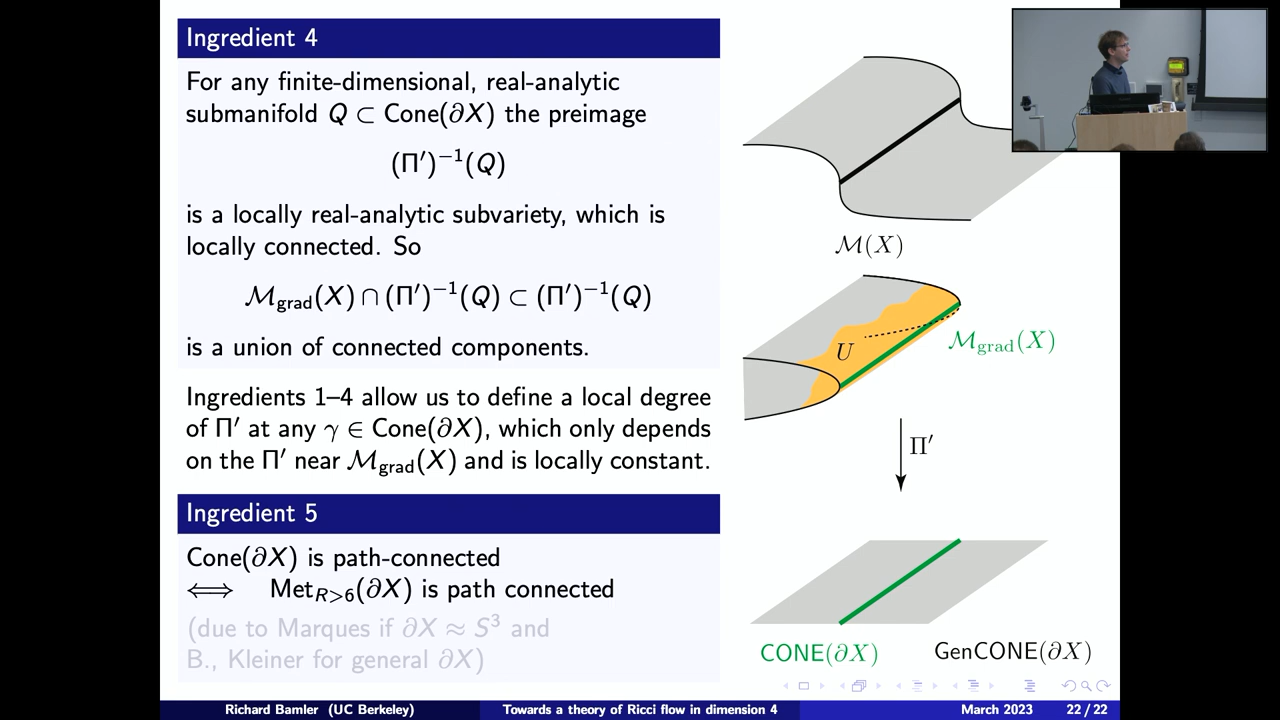 Ingredient 4
For any finite-dimensional, real-analytic
submanifold Q ⊂ Cone(∂X) the preimage
(Π′)⁻¹(Q)
is a locally real-analytic subvariety, which is
locally connected. So
ℳgrad(X) ∩ (Π′)⁻¹(Q) ⊂ (Π′)⁻¹(Q)
is a union of connected components.
Ingredients 1–4 allow us to define a local degree
of Π′ at any γ ∈ Cone(∂X), which only depends
on the Π′ near ℳgrad(X) and is locally constant.
Ingredient 5
Cone(∂X) is path-connected
⟺ Met_{R>6}(∂X) is path connected
(due to Marques if ∂X ≈ S³ and
B., Kleiner for general ∂X)
ℳ(X)
U
ℳgrad(X)
Π′
CONE(∂X)
GenCONE(∂X)
Richard Bamler (UC Berkeley)
Towards a theory of Ricci flow in dimension 4
March 2023
22 / 22